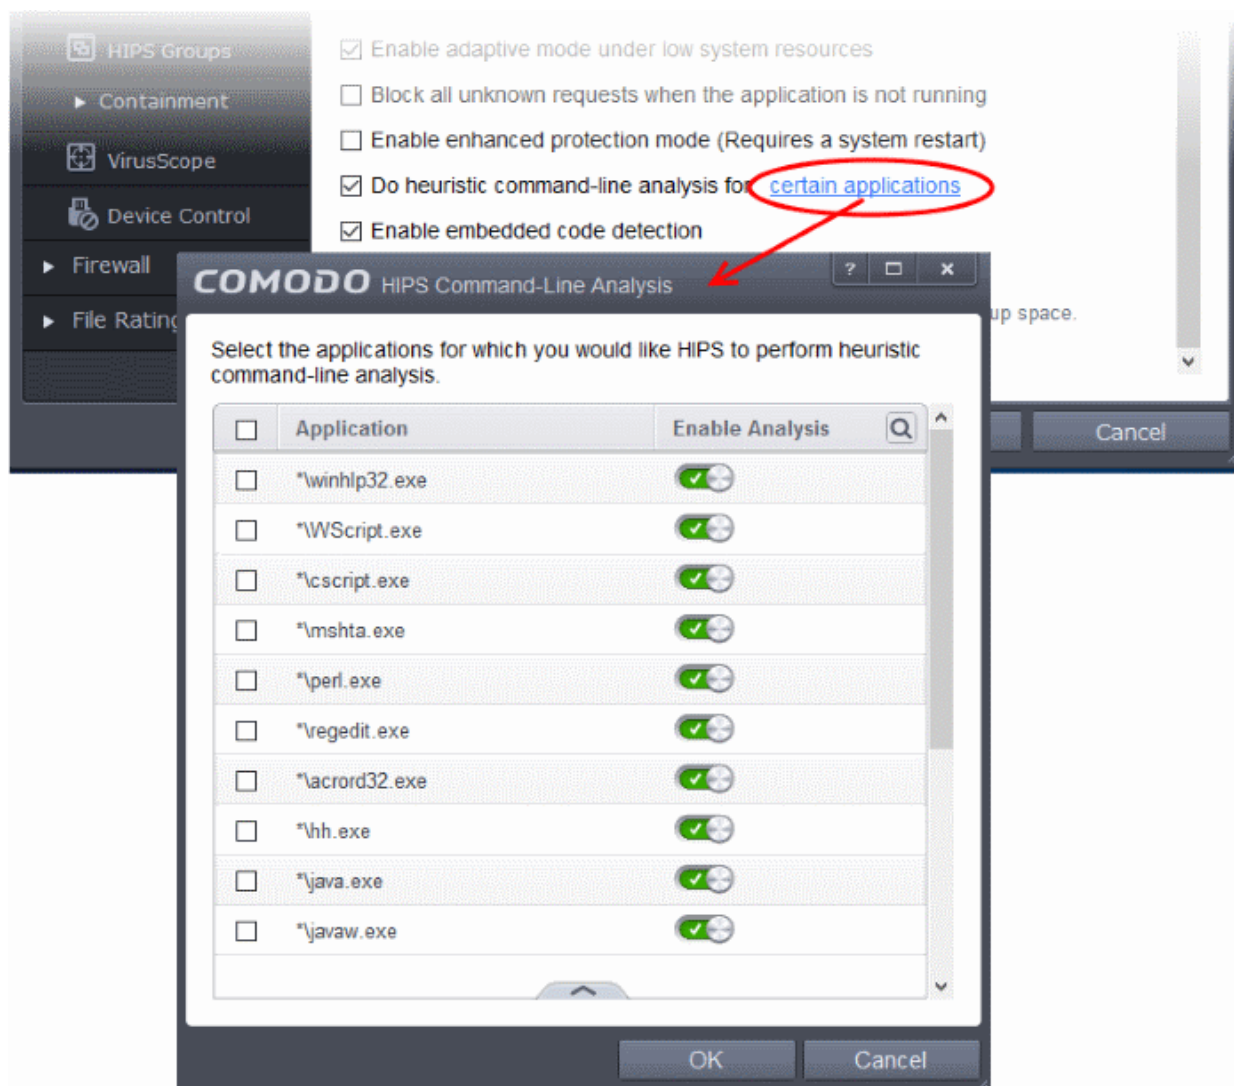 HIPS Groups
Containment
VirusScope
Device Control
Firewall
File Rating
Enable adaptive mode under low system resources
Block all unknown requests when the application is not running
Enable enhanced protection mode (Requires a system restart)
Do heuristic command-line analysis for certain applications
Enable embedded code detection
up space.
Cancel
COMODO HIPS Command-Line Analysis
?
Select the applications for which you would like HIPS to perform heuristic
command-line analysis.
Application Enable Analysis
*\winhlp32.exe
*\WScript.exe
*\cscript.exe
*\mshta.exe
*\perl.exe
*\regedit.exe
*\acrord32.exe
*\hh.exe
*\java.exe
*\javaw.exe
OK Cancel